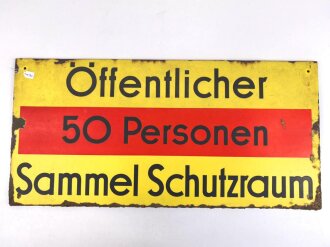 Öffentlicher
50 Personen
Sammel Schutzraum